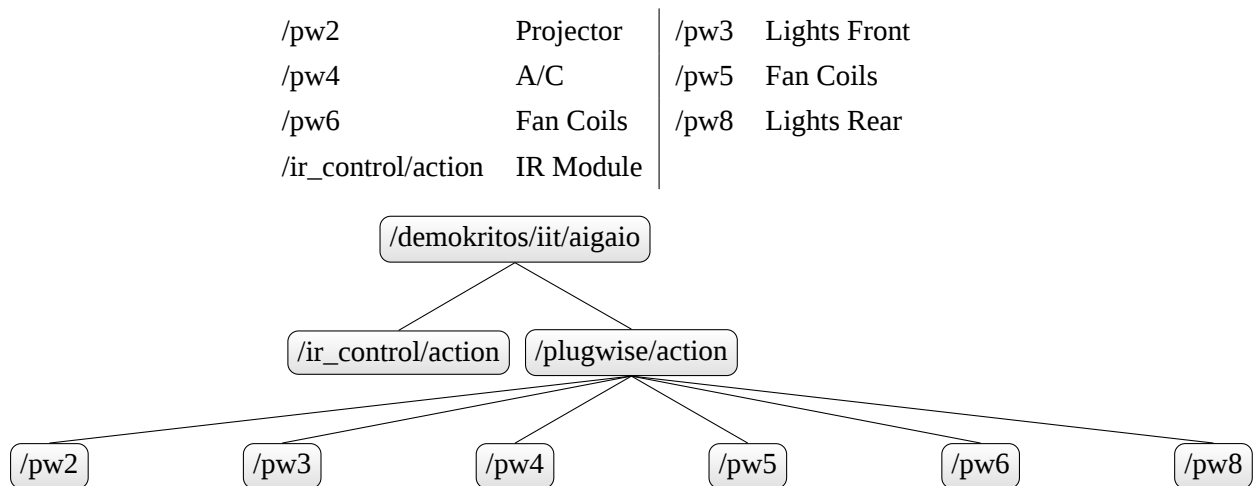 /pw2 Projector /pw3 Lights Front
/pw4 A/C /pw5 Fan Coils
/pw6 Fan Coils /pw8 Lights Rear
/ir_control/action IR Module
/demokritos/iit/aigaio
/ir_control/action /plugwise/action
/pw2 /pw3 /pw4 /pw5 /pw6 /pw8